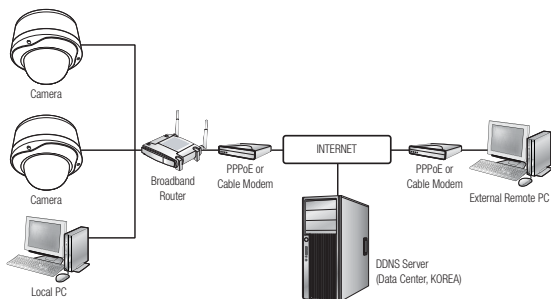 Camera
Camera
Local PC
Broadband
Router
PPPoE or
Cable Modem
INTERNET
DDNS Server
(Data Center, KOREA)
PPPoE or
Cable Modem
External Remote PC